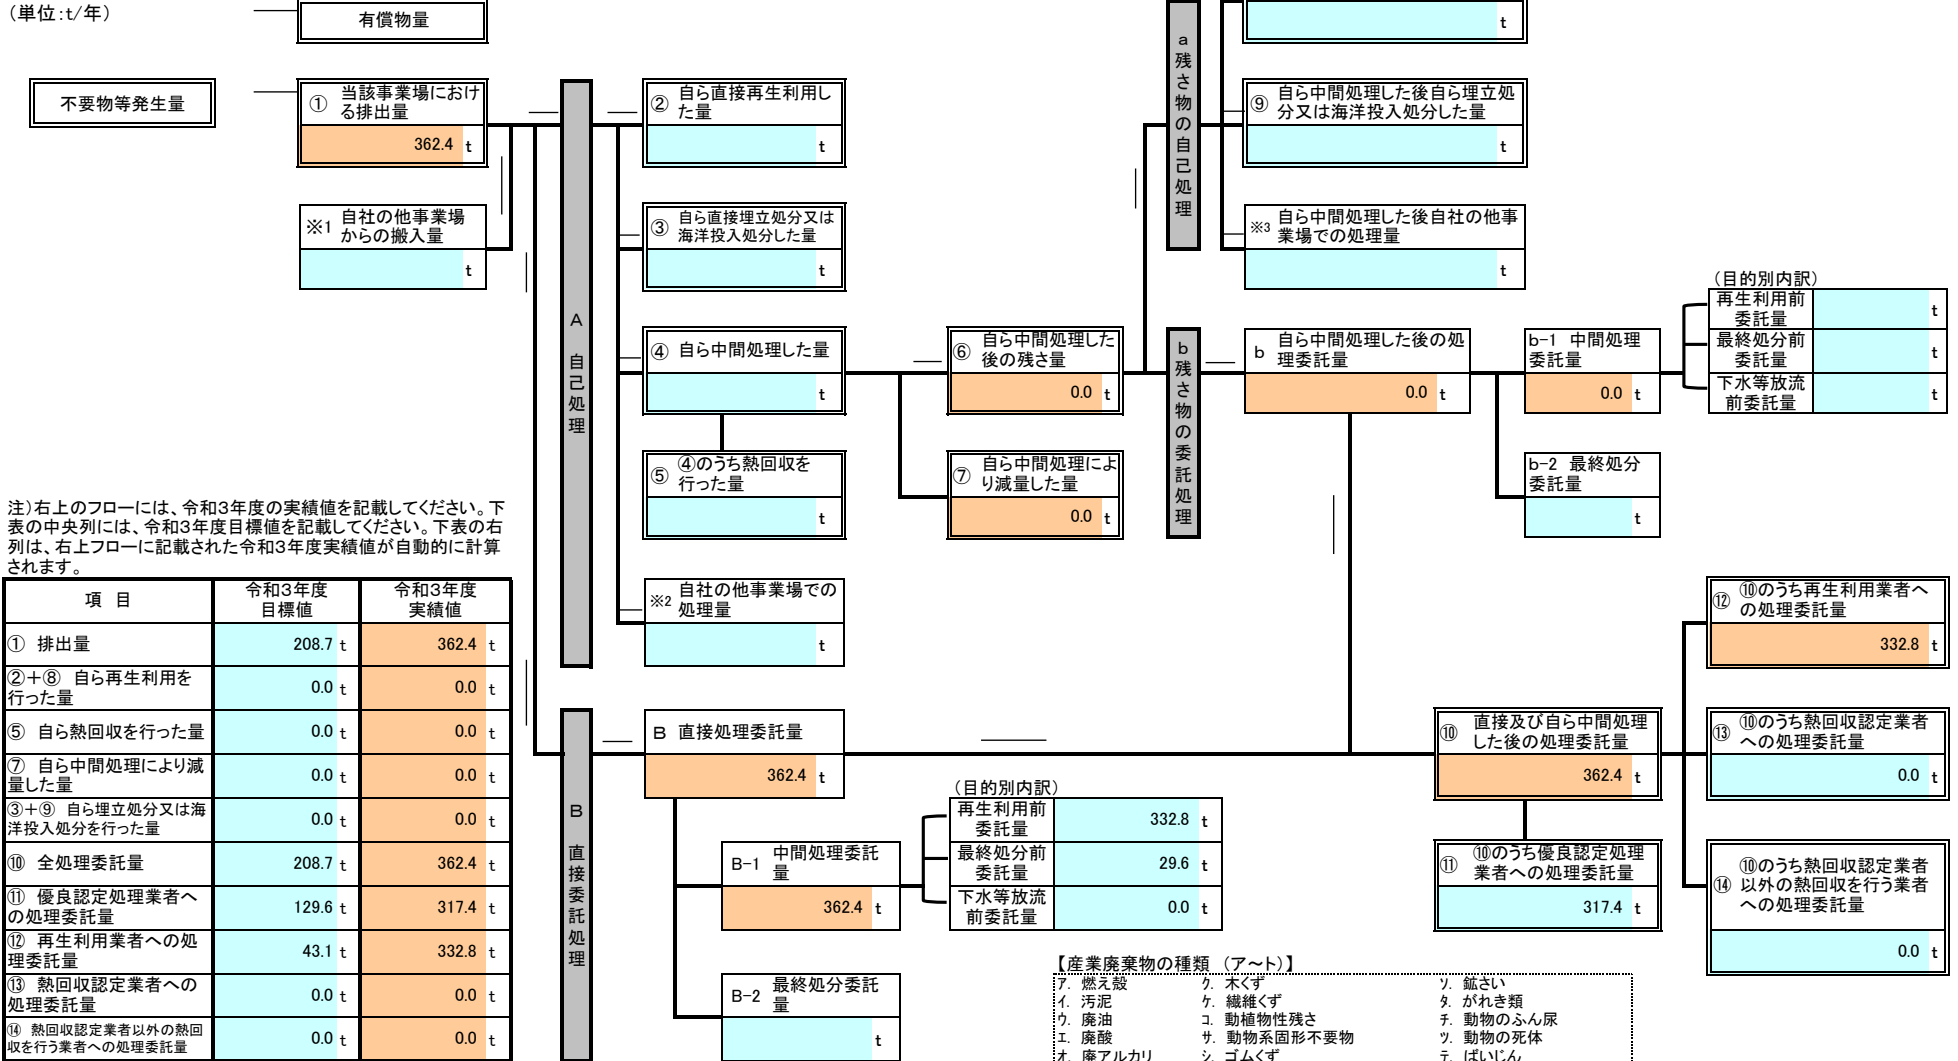 （単位:t/年）
有償物量
t
不要物等発生量
① 当該事業場におけ
る排出量
362.4 t
※1 自社の他事業場
からの搬入量
t
A 自己処理
② 自ら直接再生利用し
た量
t
③ 自ら直接埋立処分又は
海洋投入処分した量
t
④ 自ら中間処理した量
t
⑤ ④のうち熱回収を
行った量
t
※2 自社の他事業場での
処理量
t
⑥ 自ら中間処理した
後の残さ量
0.0 t
⑦ 自ら中間処理によ
り減量した量
0.0 t
a 残さ物の自己処理
⑨ 自ら中間処理した後自ら埋立処
分又は海洋投入処分した量
t
※3 自ら中間処理した後自社の他事
業場での処理量
t
b 残さ物の委託処理
b 自ら中間処理した後の処
理委託量
0.0 t
b-1 中間処理
委託量
0.0 t
b-2 最終処分
委託量
t
（目的別内訳）
再生利用前
委託量 t
最終処分前
委託量 t
下水等放流
前委託量 t
注）右上のフローには、令和3年度の実績値を記載してください。下
表の中央列には、令和3年度目標値を記載してください。下表の右
列は、右上フローに記載された令和3年度実績値が自動的に計算
されます。
項 目 令和3年度
目標値 令和3年度
実績値
① 排出量 208.7 t 362.4 t
②＋⑧ 自ら再生利用を
行った量 0.0 t 0.0 t
⑤ 自ら熱回収を行った量 0.0 t 0.0 t
⑦ 自ら中間処理により減
量した量 0.0 t 0.0 t
③＋⑨ 自ら埋立処分又は海
洋投入処分を行った量 0.0 t 0.0 t
⑩ 全処理委託量 208.7 t 362.4 t
⑪ 優良認定処理業者へ
の処理委託量 129.6 t 317.4 t
⑫ 再生利用業者への処
理委託量 43.1 t 332.8 t
⑬ 熱回収認定業者への
処理委託量 0.0 t 0.0 t
⑭ 熱回収認定業者以外の熱回
収を行う業者への処理委託量 0.0 t 0.0 t
B 直接委託処理
B 直接処理委託量
362.4 t
B-1 中間処理委託
量
362.4 t
B-2 最終処分委託
量
t
（目的別内訳）
再生利用前
委託量 332.8 t
最終処分前
委託量 29.6 t
下水等放流
前委託量 0.0 t
⑩ 直接及び自ら中間処理
した後の処理委託量
362.4 t
⑪ ⑩のうち優良認定処理
業者への処理委託量
317.4 t
⑫ ⑩のうち再生利用業者へ
の処理委託量
332.8 t
⑬ ⑩のうち熱回収認定業者
への処理委託量
0.0 t
⑭ ⑩のうち熱回収認定業者
以外の熱回収を行う業者
への処理委託量
0.0 t
【産業廃棄物の種類 （ア～ト）】
ア. 燃え殻 ク. 木くず ソ. 鉱さい
イ. 汚泥 ケ. 繊維くず タ. がれき類
ウ. 廃油 コ. 動植物性残さ チ. 動物のふん尿
エ. 廃酸 サ. 動物系固形不要物 ツ. 動物の死体
オ. 廃アルカリ シ. ゴムくず テ. ばいじん